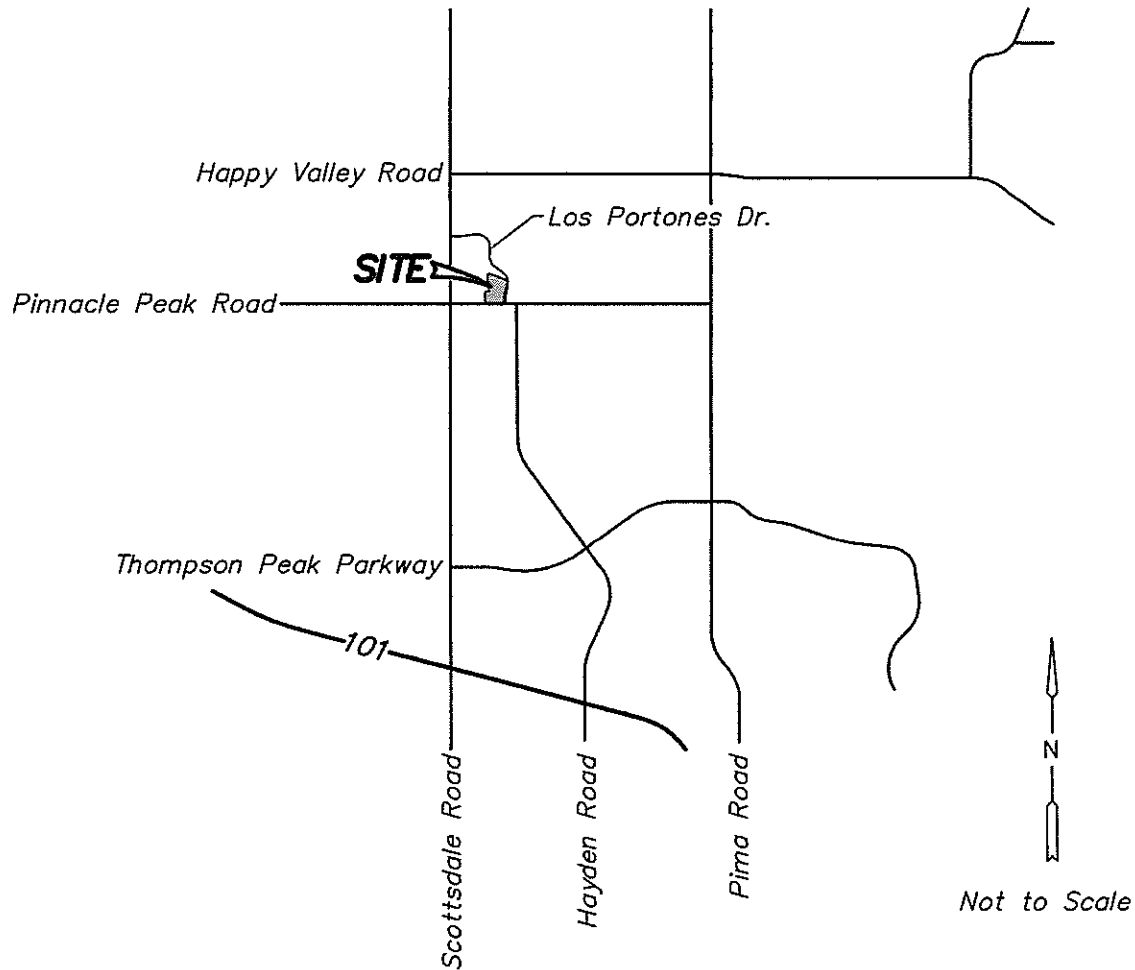 Happy Valley Road
Los Portones Dr.
SITE
Pinnacle Peak Road
Thompson Peak Parkway
101
N
Scottsdale Road
Hayden Road
Pima Road
Not to Scale